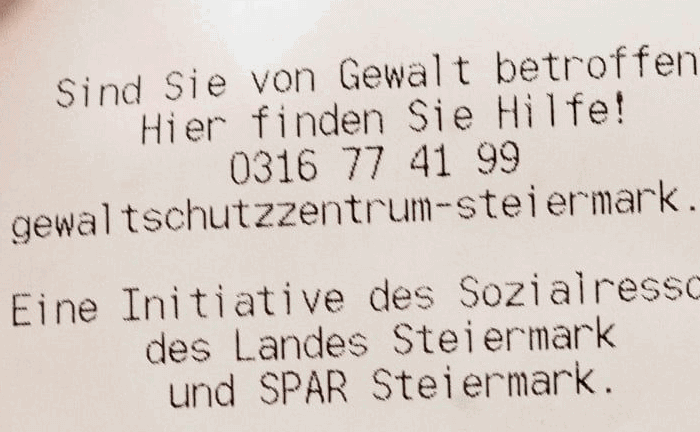 Sind Sie von Gewalt betroffen
Hier finden Sie Hilfe!
0316 77 41 99
gewaltschutzzentrum-steiermark.
Eine Initiative des Sozialresso
des Landes Steiermark
und SPAR Steiermark.